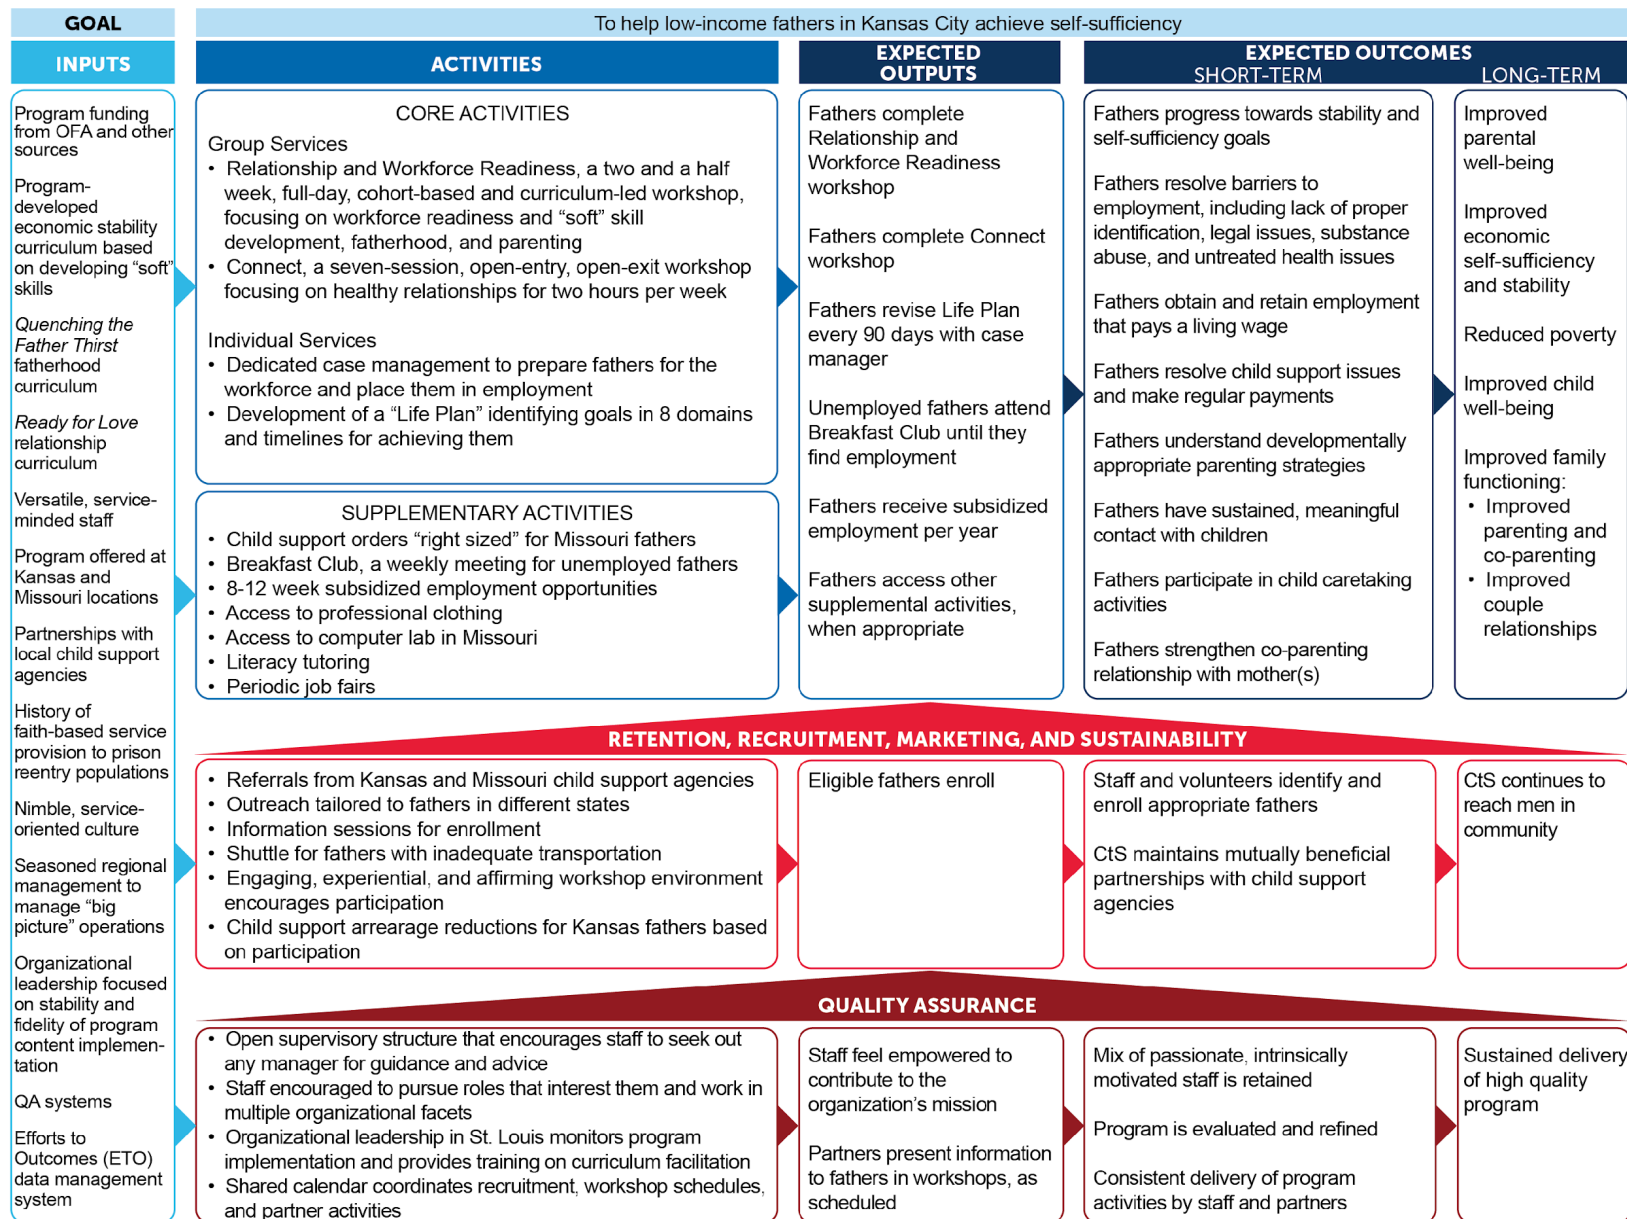 GOAL
To help low-income fathers in Kansas City achieve self-sufficiency
INPUTS
ACTIVITIES
EXPECTED
OUTPUTS
EXPECTED OUTCOMES
SHORT-TERM
LONG-TERM
Program funding
from OFA and other
sources
Program-
developed
economic stability
curriculum based
on developing “soft”
skills
Quenching the
Father Thirst
fatherhood
curriculum
Ready for Love
relationship
curriculum
Versatile, service-
minded staff
Program offered at
Kansas and
Missouri locations
Partnerships with
local child support
agencies
History of
faith-based service
provision to prison
reentry populations
Nimble, service-
oriented culture
Seasoned regional
management to
manage “big
picture” operations
Organizational
leadership focused
on stability and
fidelity of program
content implemen-
tation
QA systems
Efforts to
Outcomes (ETO)
data management
system
CORE ACTIVITIES
Group Services
• Relationship and Workforce Readiness, a two and a half
week, full-day, cohort-based and curriculum-led workshop,
focusing on workforce readiness and “soft” skill
development, fatherhood, and parenting
• Connect, a seven-session, open-entry, open-exit workshop
focusing on healthy relationships for two hours per week
Individual Services
• Dedicated case management to prepare fathers for the
workforce and place them in employment
• Development of a “Life Plan” identifying goals in 8 domains
and timelines for achieving them
SUPPLEMENTARY ACTIVITIES
• Child support orders “right sized” for Missouri fathers
• Breakfast Club, a weekly meeting for unemployed fathers
• 8-12 week subsidized employment opportunities
• Access to professional clothing
• Access to computer lab in Missouri
• Literacy tutoring
• Periodic job fairs
Fathers complete
Relationship and
Workforce Readiness
workshop
Fathers complete Connect
workshop
Fathers revise Life Plan
every 90 days with case
manager
Unemployed fathers attend
Breakfast Club until they
find employment
Fathers receive subsidized
employment per year
Fathers access other
supplemental activities,
when appropriate
Fathers progress towards stability and
self-sufficiency goals
Fathers resolve barriers to
employment, including lack of proper
identification, legal issues, substance
abuse, and untreated health issues
Fathers obtain and retain employment
that pays a living wage
Fathers resolve child support issues
and make regular payments
Fathers understand developmentally
appropriate parenting strategies
Fathers have sustained, meaningful
contact with children
Fathers participate in child caretaking
activities
Fathers strengthen co-parenting
relationship with mother(s)
Improved
parental
well-being
Improved
economic
self-sufficiency
and stability
Reduced poverty
Improved child
well-being
Improved family
functioning:
• Improved
parenting and
co-parenting
• Improved
couple
relationships
RETENTION, RECRUITMENT, MARKETING, AND SUSTAINABILITY
• Referrals from Kansas and Missouri child support agencies
• Outreach tailored to fathers in different states
• Information sessions for enrollment
• Shuttle for fathers with inadequate transportation
• Engaging, experiential, and affirming workshop environment
encourages participation
• Child support arrearage reductions for Kansas fathers based
on participation
Eligible fathers enroll
Staff and volunteers identify and
enroll appropriate fathers
CtS maintains mutually beneficial
partnerships with child support
agencies
CtS continues to
reach men in
community
QUALITY ASSURANCE
• Open supervisory structure that encourages staff to seek out
any manager for guidance and advice
• Staff encouraged to pursue roles that interest them and work in
multiple organizational facets
• Organizational leadership in St. Louis monitors program
implementation and provides training on curriculum facilitation
• Shared calendar coordinates recruitment, workshop schedules,
and partner activities
Staff feel empowered to
contribute to the
organization’s mission
Partners present information
to fathers in workshops, as
scheduled
Mix of passionate, intrinsically
motivated staff is retained
Program is evaluated and refined
Consistent delivery of program
activities by staff and partners
Sustained delivery
of high quality
program